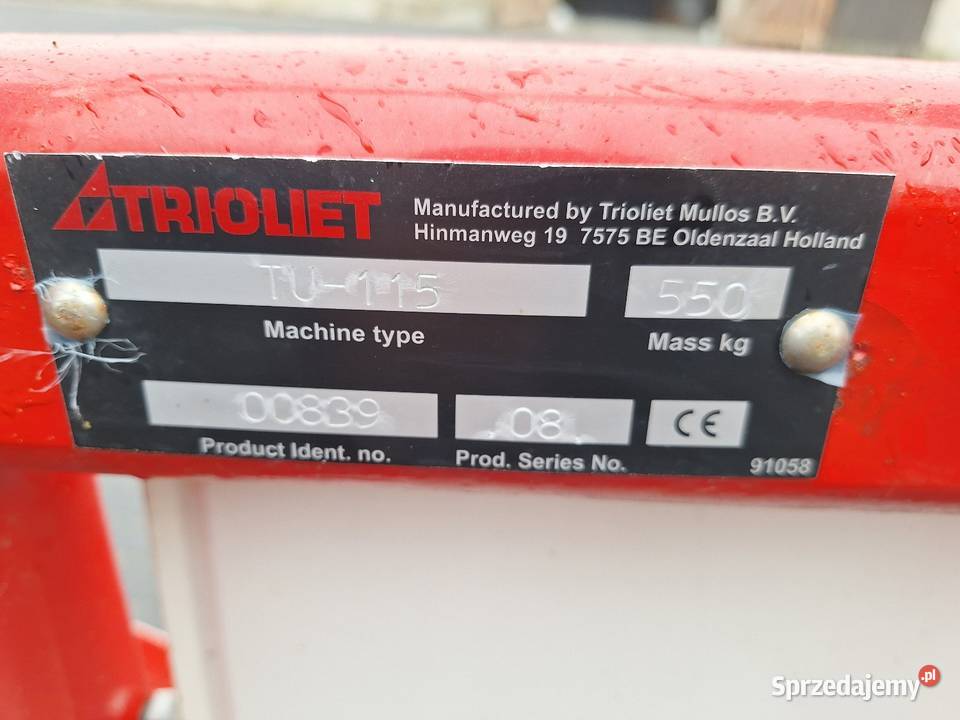 TRIOLIET
Manufactured by Trioliet Mullos B.V.
Hinmanweg 19 7575 BE Oldenzaal Holland
TU-115
550
Machine type
Mass kg
00839
08
CE
Product Ident. no.
Prod. Series No.
91058
Sprzedajemy.pl